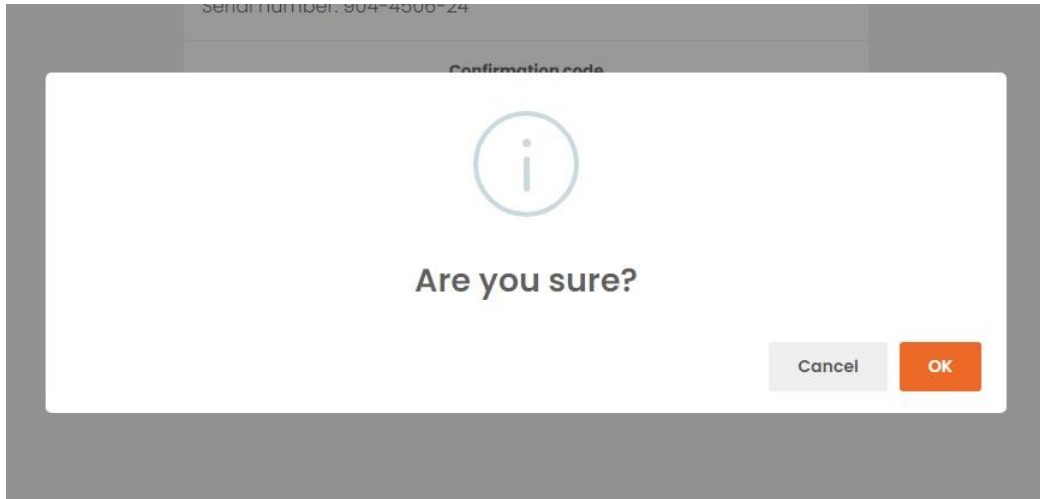 Serial number: 904-4506-24
Confirmation code
Are you sure?
Cancel
OK